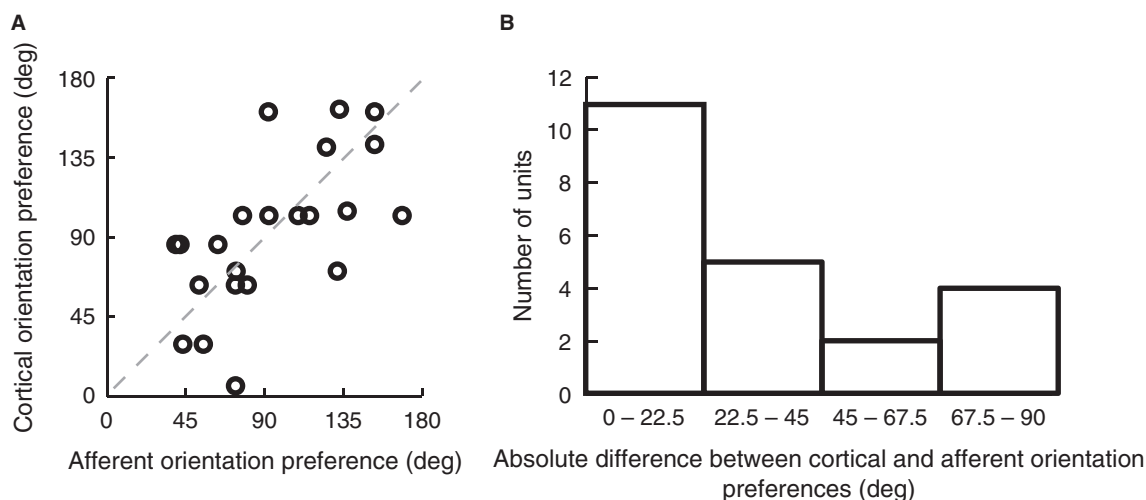 A
B
Cortical orientation preference (deg)
180
135
90
45
0
0 45 90 135 180
Afferent orientation preference (deg)
Number of units
12
10
8
6
4
2
0
0 – 22.5 22.5 – 45 45 – 67.5 67.5 – 90
Absolute difference between cortical and afferent orientation
preferences (deg)